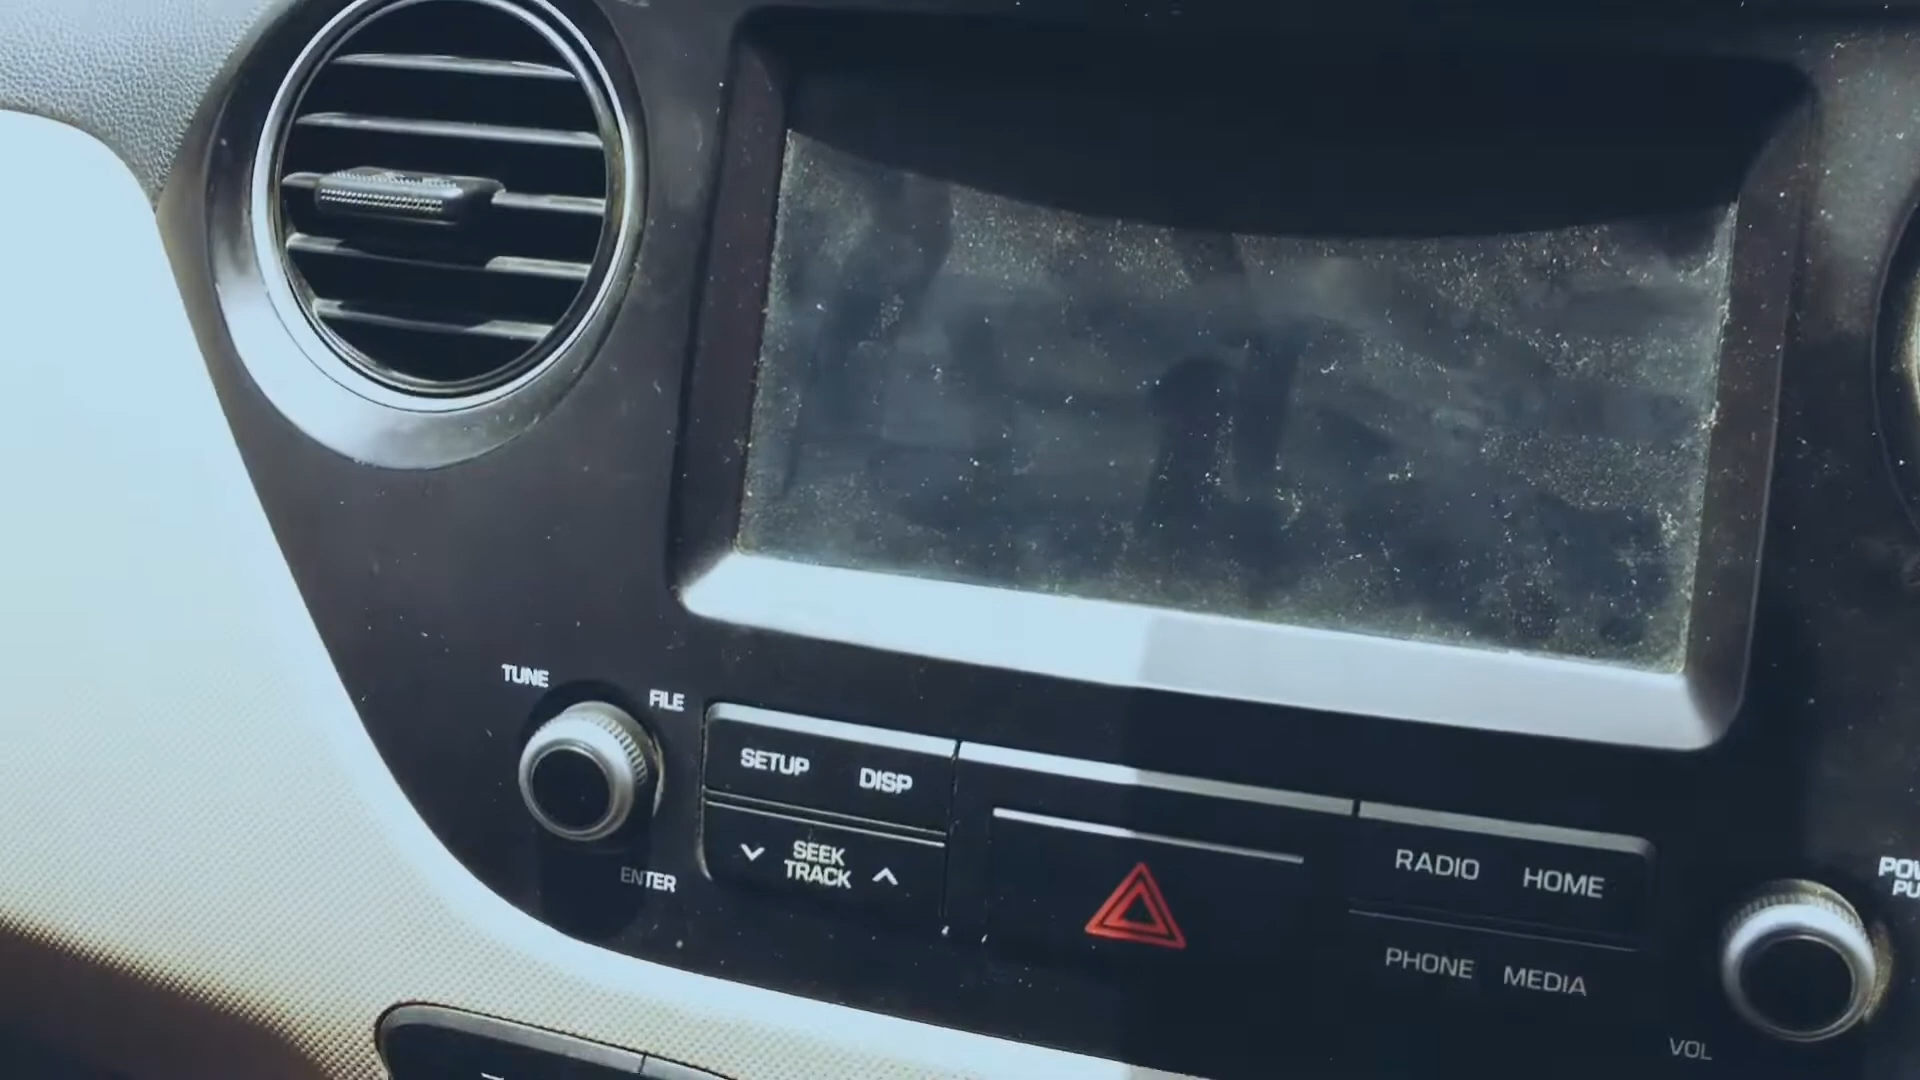 TUNE
FILE
SETUP DISP
SEEK
TRACK
ENTER
RADIO HOME
PHONE MEDIA
VOL